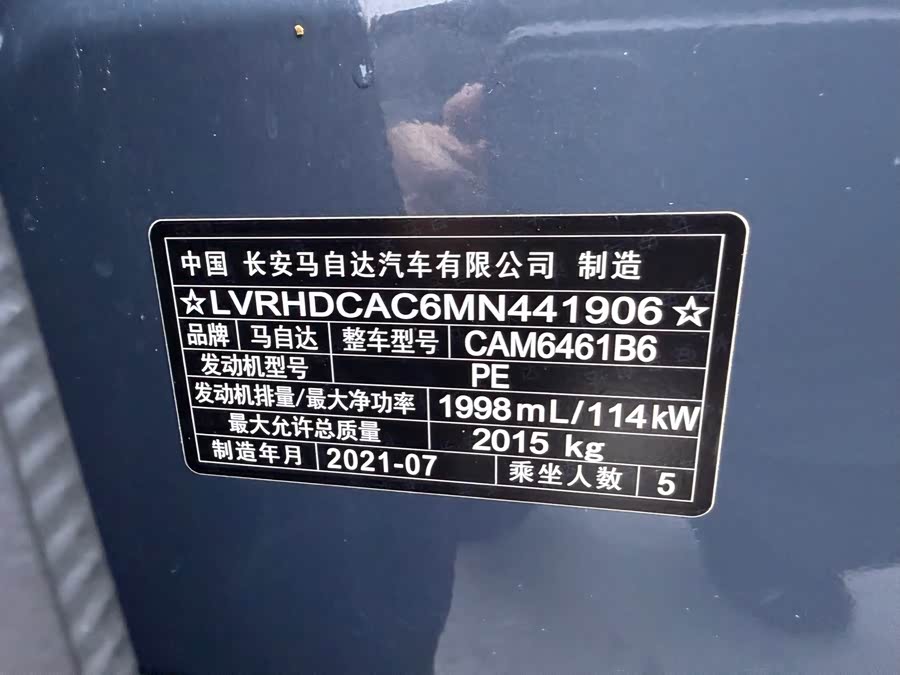 中国 长安马自达汽车有限公司 制造
☆LVRHDCAC6MN441906☆
品牌 马自达 整车型号 CAM6461B6
发动机型号 PE
发动机排量/最大净功率 1998mL/114kW
最大允许总质量 2015 kg
制造年月 2021-07 乘坐人数 5